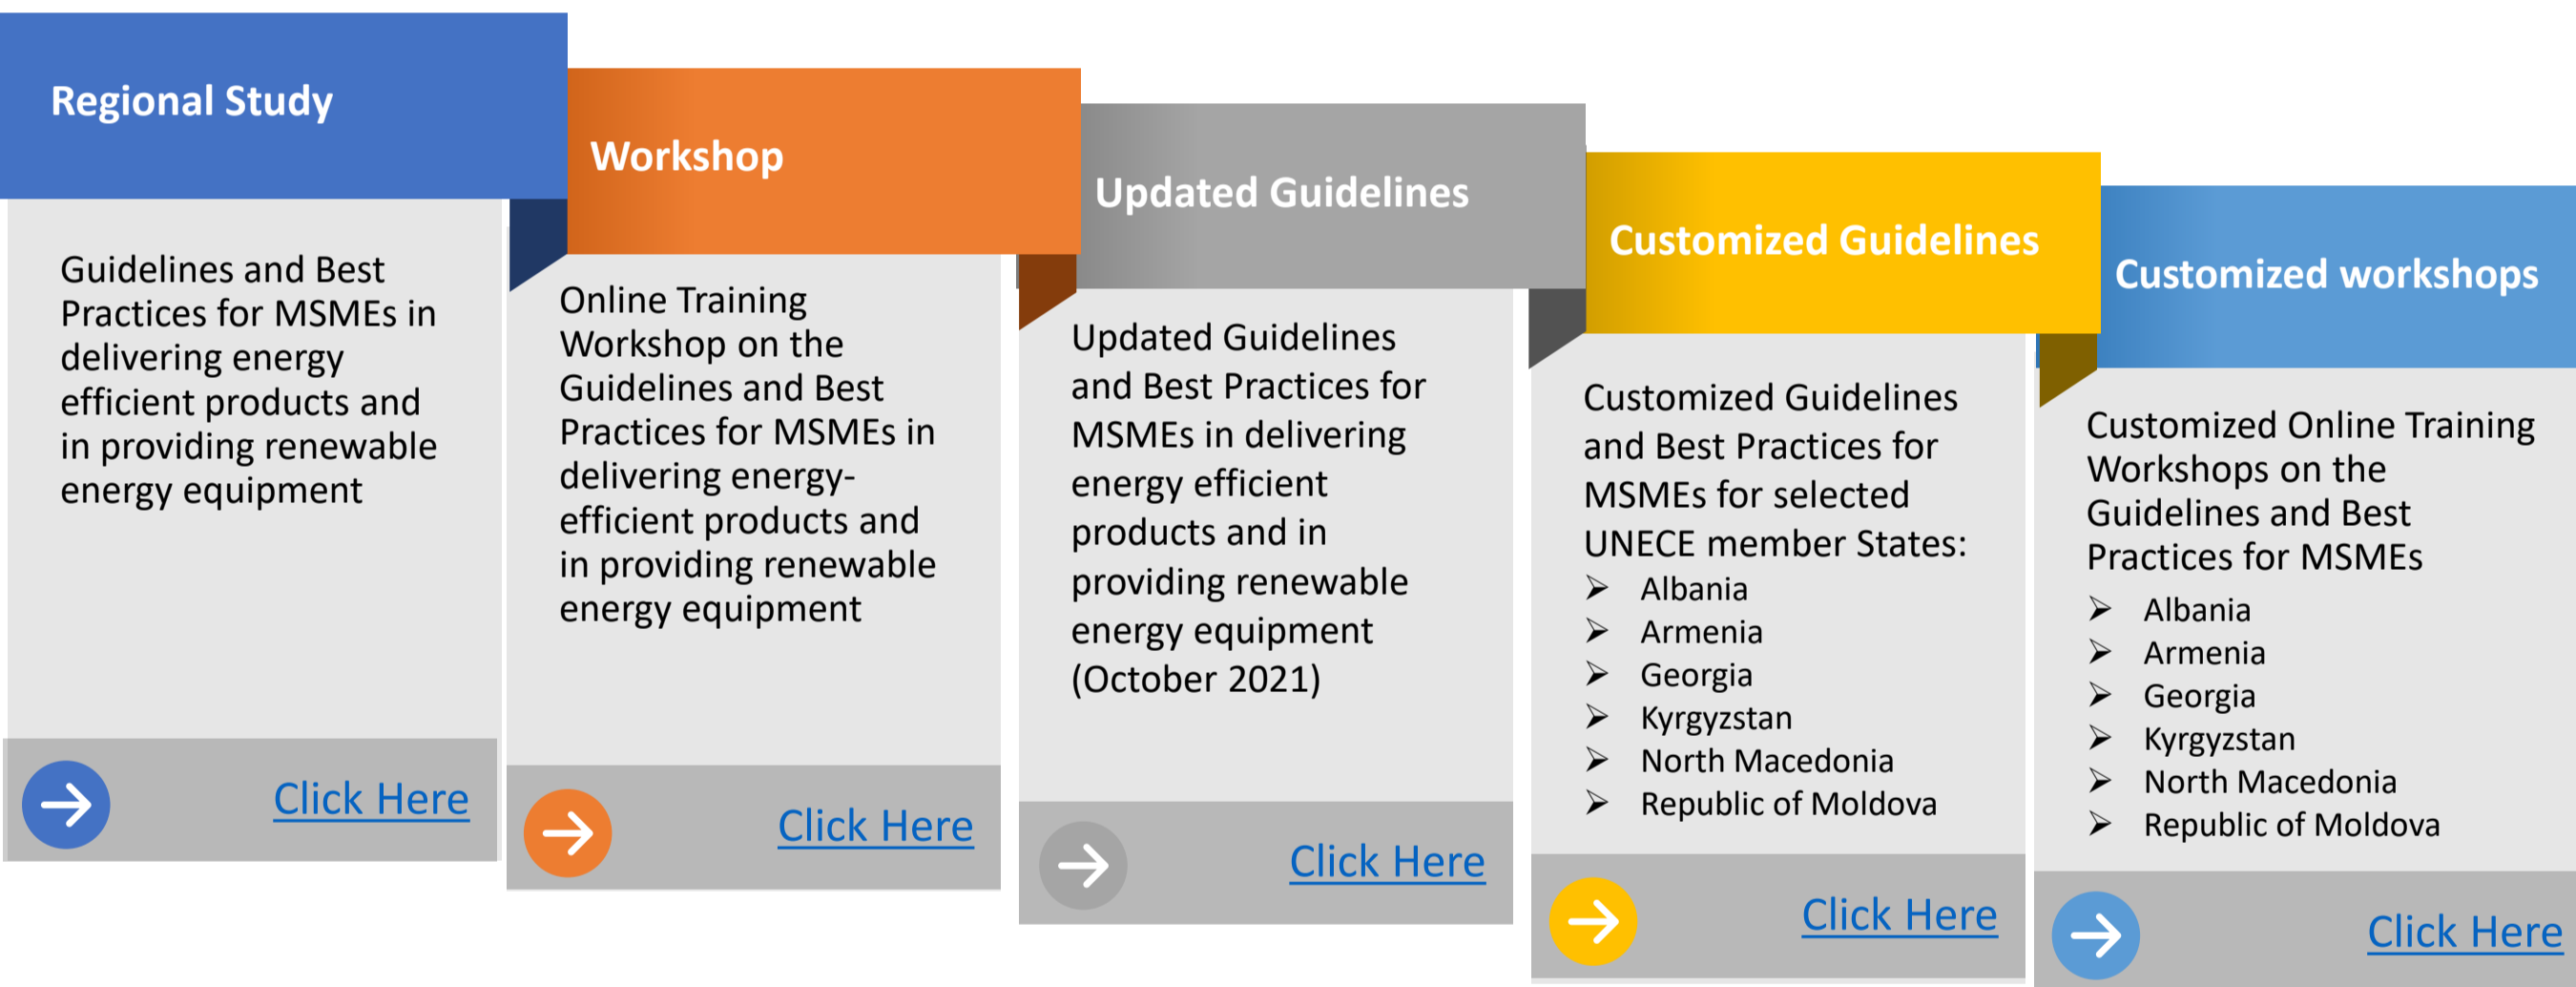 Regional Study
Guidelines and Best
Practices for MSMEs in
delivering energy
efficient products and
in providing renewable
energy equipment
Click Here
Workshop
Online Training
Workshop on the
Guidelines and Best
Practices for MSMEs in
delivering energy-
efficient products and
in providing renewable
energy equipment
Click Here
Updated Guidelines
Updated Guidelines
and Best Practices for
MSMEs in delivering
energy efficient
products and in
providing renewable
energy equipment
(October 2021)
Click Here
Customized Guidelines
Customized Guidelines
and Best Practices for
MSMEs for selected
UNECE member States:
➢ Albania
➢ Armenia
➢ Georgia
➢ Kyrgyzstan
➢ North Macedonia
➢ Republic of Moldova
Click Here
Customized workshops
Customized Online Training
Workshops on the
Guidelines and Best
Practices for MSMEs
➢ Albania
➢ Armenia
➢ Georgia
➢ Kyrgyzstan
➢ North Macedonia
➢ Republic of Moldova
Click Here